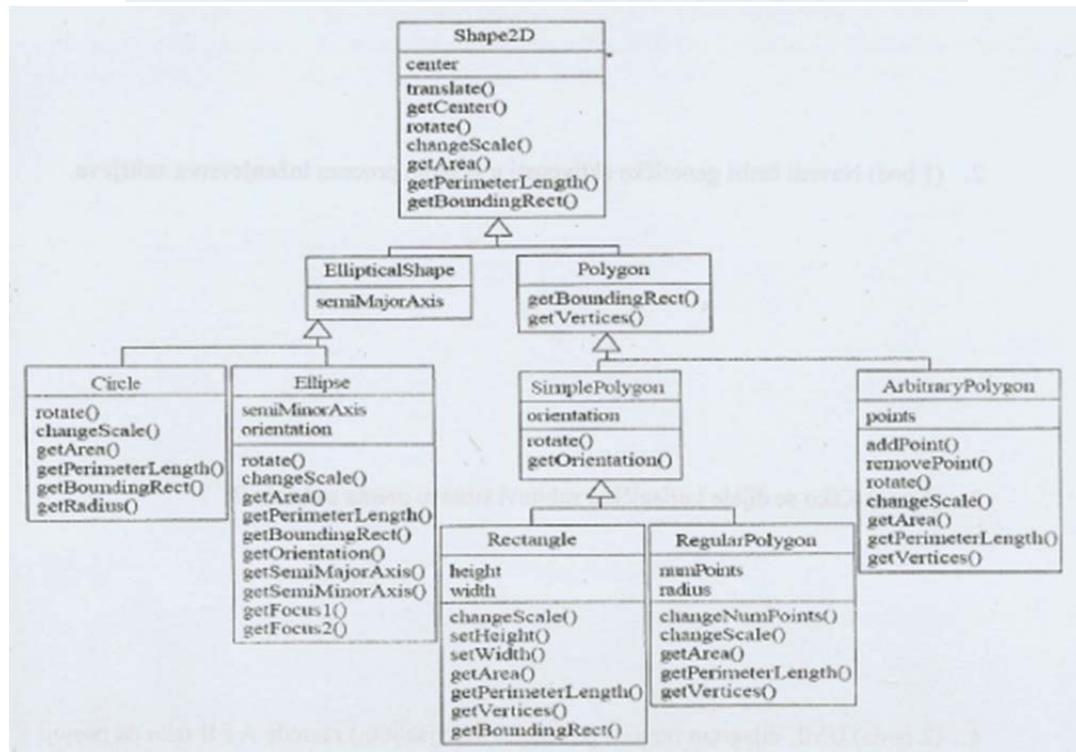 Shape2D
center
translate()
getCenter()
rotate()
changeScale()
getArea()
getPerimeterLength()
getBoundingRect()
EllipticalShape
semiMajorAxis
Polygon
getBoundingRect()
getVertices()
Circle
rotate()
changeScale()
getArea()
getPerimeterLength()
getBoundingRect()
getRadius()
Ellipse
semiMinorAxis
orientation
rotate()
changeScale()
getArea()
getPerimeterLength()
getBoundingRect()
getOrientation()
getSemiMajorAxis()
getSemiMinorAxis()
getFocus1()
getFocus2()
SimplePolygon
orientation
rotate()
getOrientation()
ArbitraryPolygon
points
addPoint()
removePoint()
rotate()
changeScale()
getArea()
getPerimeterLength()
getVertices()
Rectangle
height
width
changeScale()
setHeight()
setWidth()
getArea()
getPerimeterLength()
getVertices()
getBoundingRect()
RegularPolygon
numPoints
radius
changeNumPoints()
changeScale()
getArea()
getPerimeterLength()
getVertices()